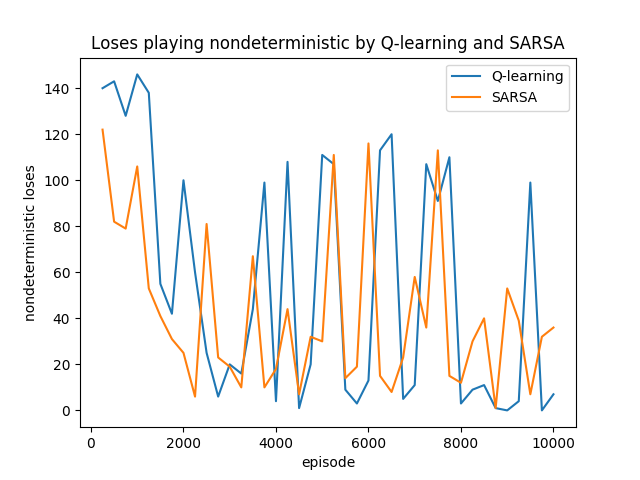 Loses playing nondeterministic by Q-learning and SARSA
Q-learning
SARSA
nondeterministic loses
140
120
100
80
60
40
20
0
0 2000 4000 6000 8000 10000
episode